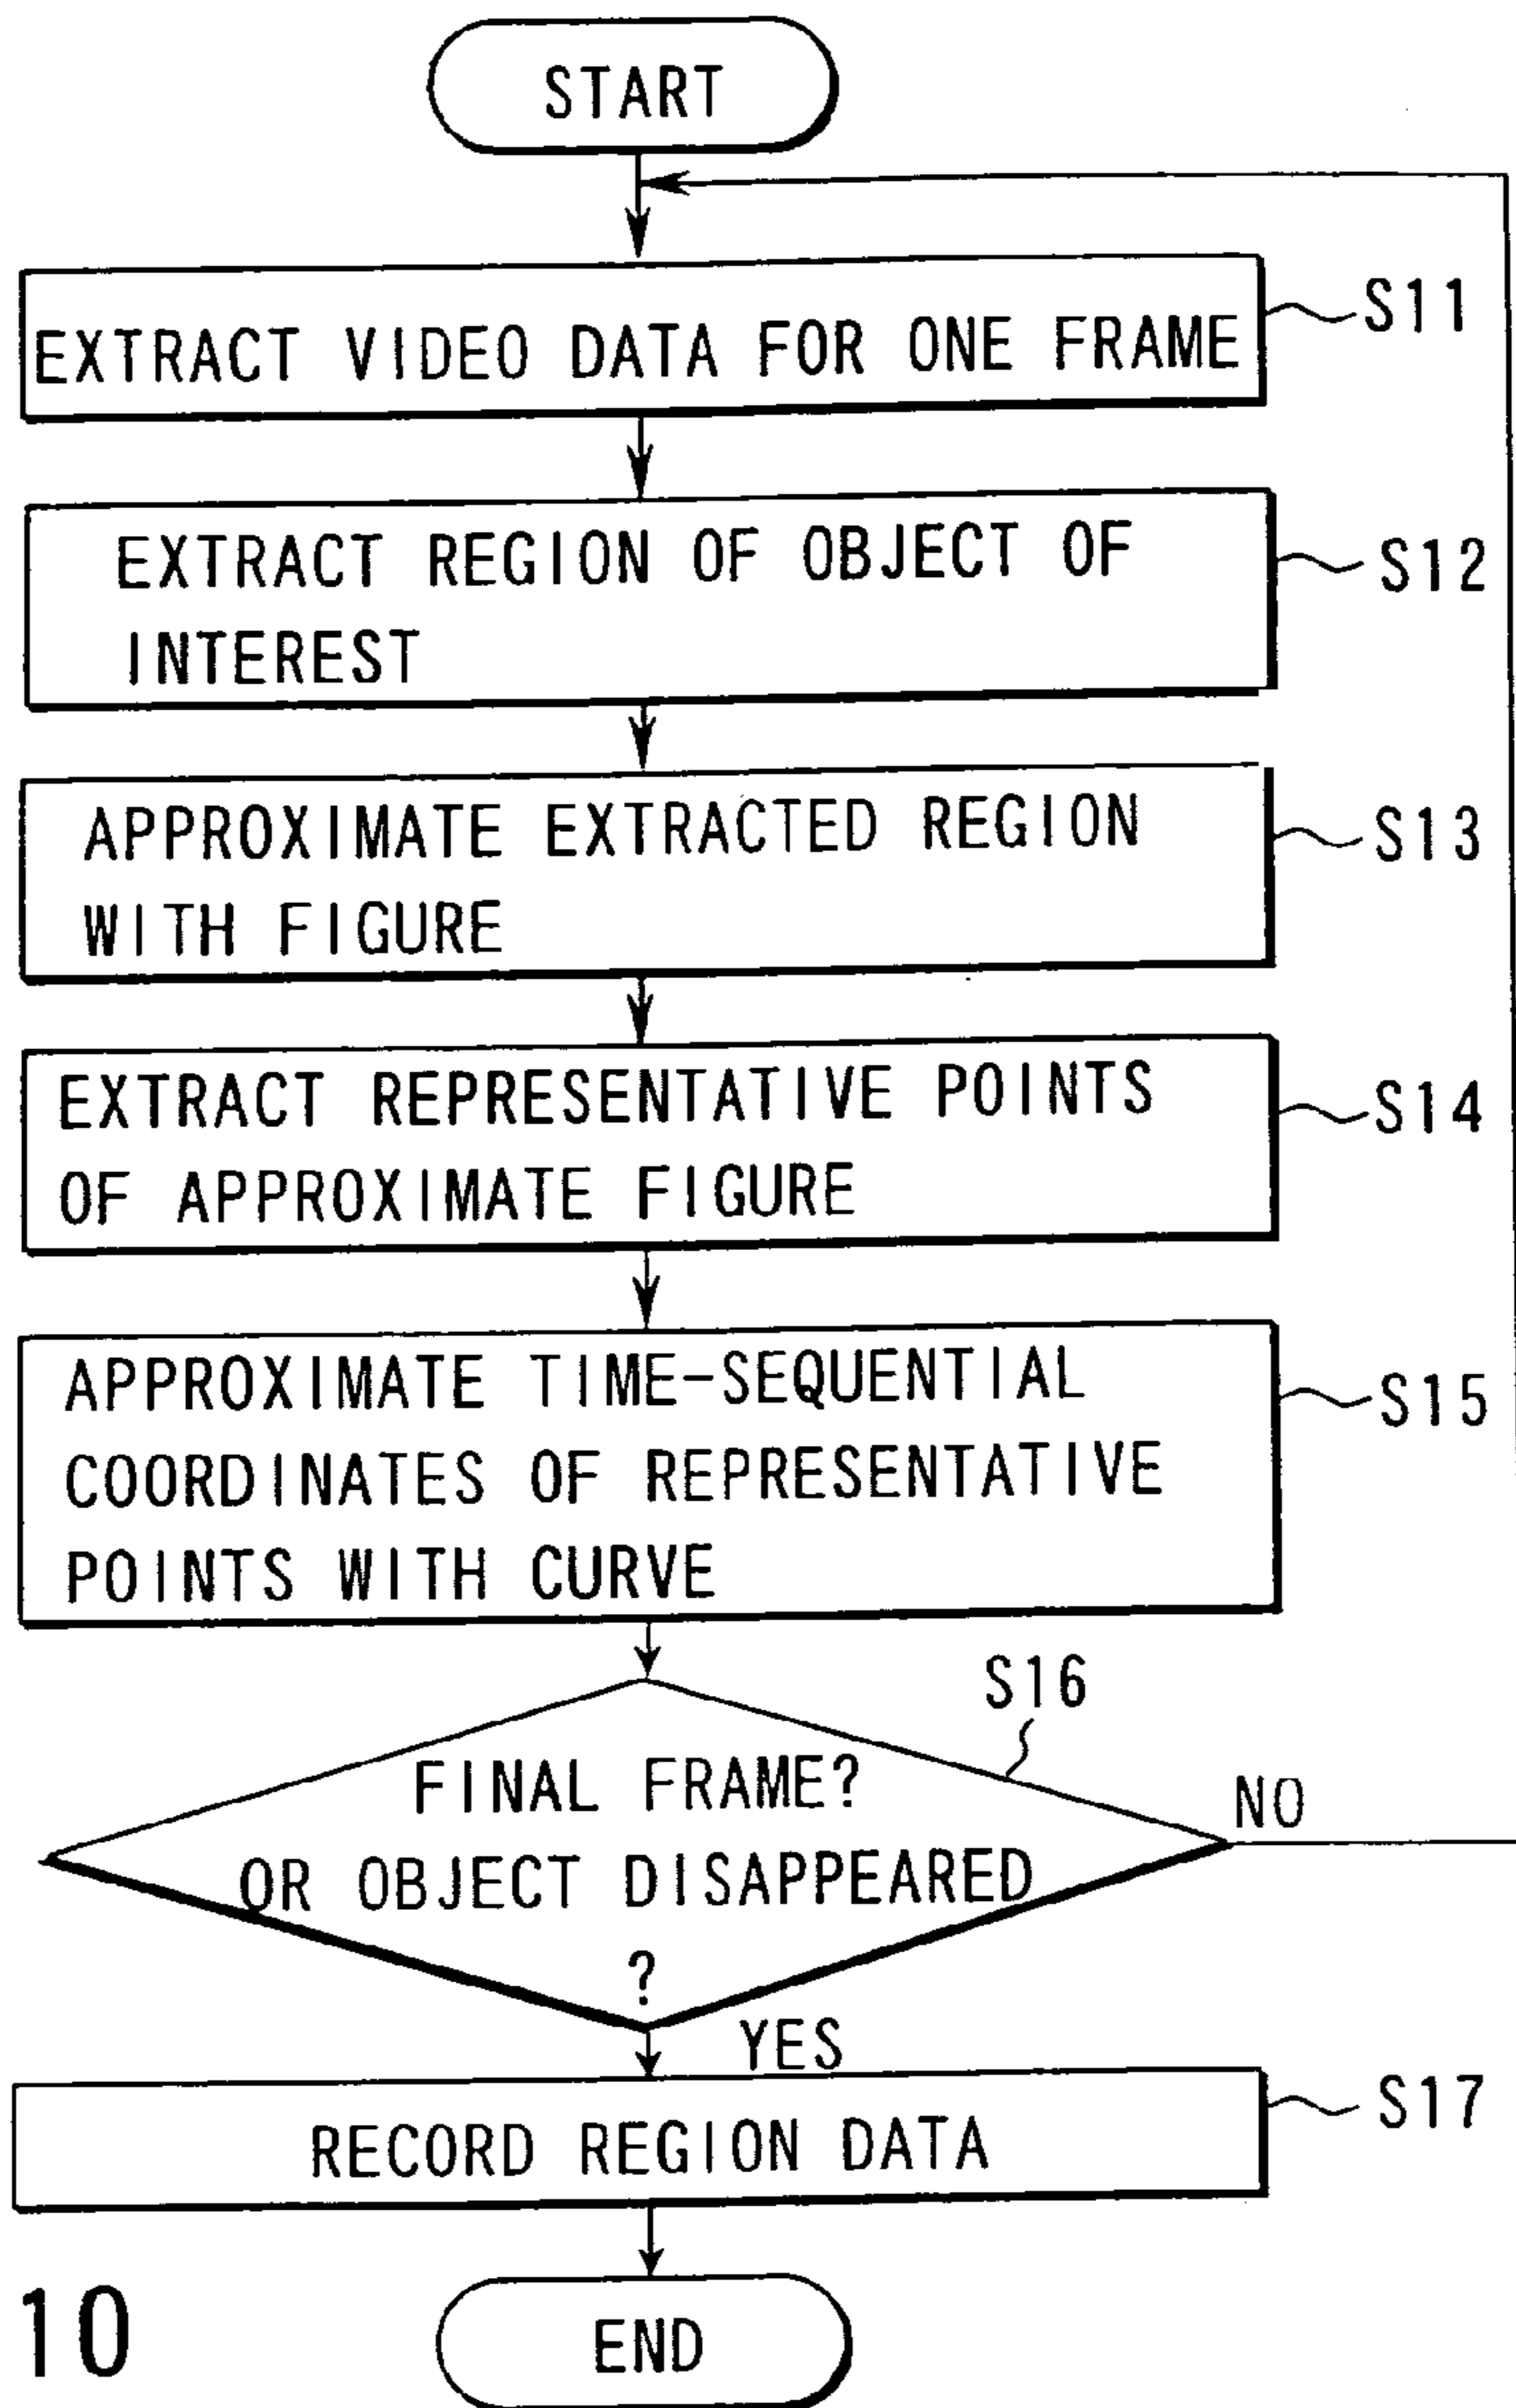 START
EXTRACT VIDEO DATA FOR ONE FRAME
S11
EXTRACT REGION OF OBJECT OF
INTEREST
S12
APPROXIMATE EXTRACTED REGION
WITH FIGURE
S13
EXTRACT REPRESENTATIVE POINTS
OF APPROXIMATE FIGURE
S14
APPROXIMATE TIME-SEQUENTIAL
COORDINATES OF REPRESENTATIVE
POINTS WITH CURVE
S15
S16
FINAL FRAME?
OR OBJECT DISAPPEARED
?
NO
YES
RECORD REGION DATA
S17
END
10